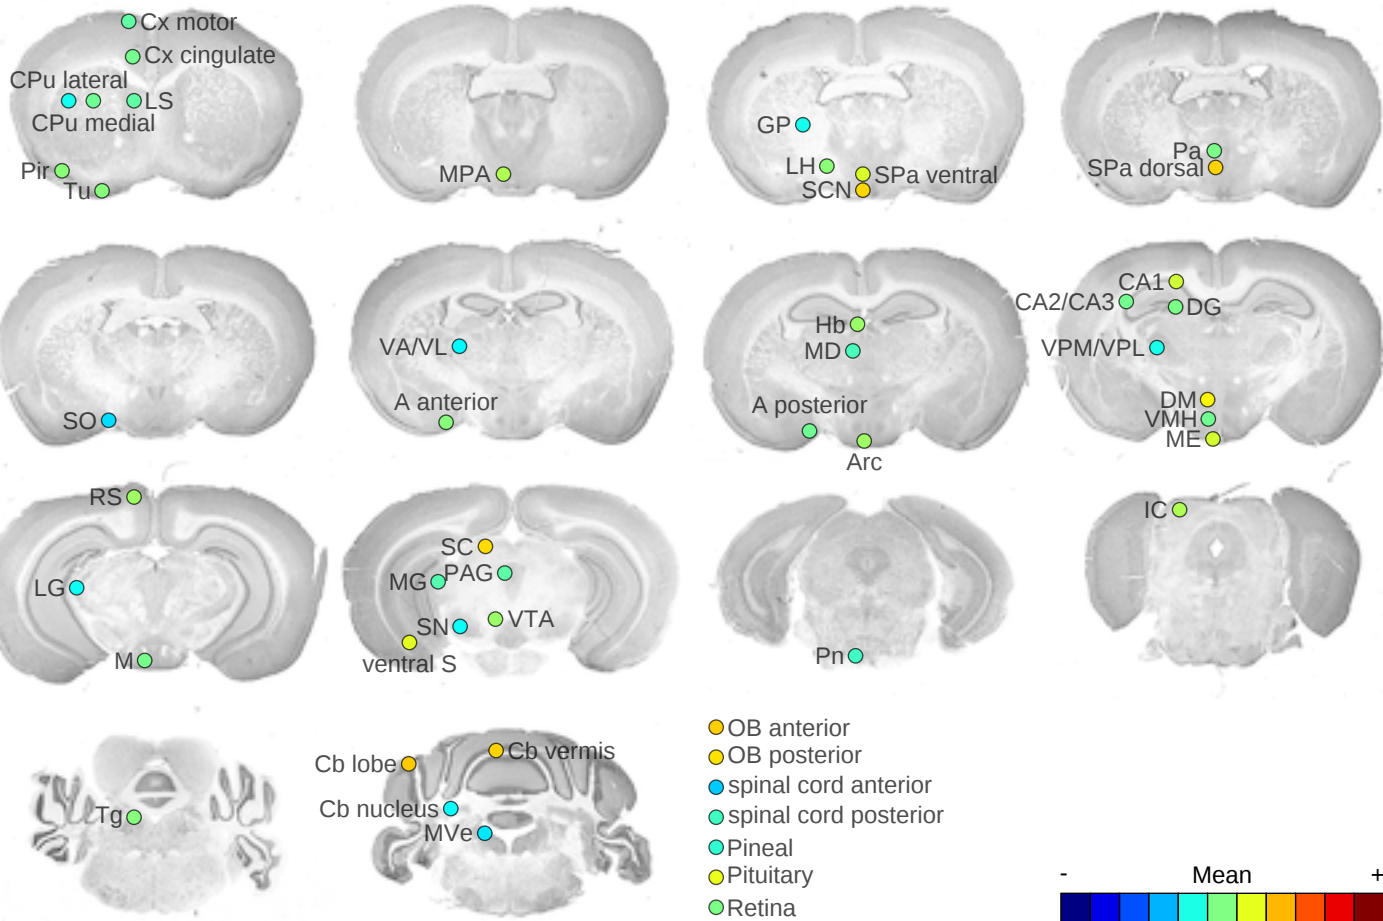 Cx motor
Cx cingulate
CPu lateral
LS
CPu medial
Pir
Tu
MPA
GP
LH
SPa ventral
SCN
Pa
SPa dorsal
SO
VA/VL
A anterior
Hb
MD
A posterior
Arc
CA1
CA2/CA3
DG
VPM/VPL
DM
VMH
ME
RS
LG
M
SC
MG
PAG
SN
VTA
ventral S
Pn
IC
Tg
Cb lobe
Cb vermis
Cb nucleus
MVe
OB anterior
OB posterior
spinal cord anterior
spinal cord posterior
Pineal
Pituitary
Retina
- Mean +